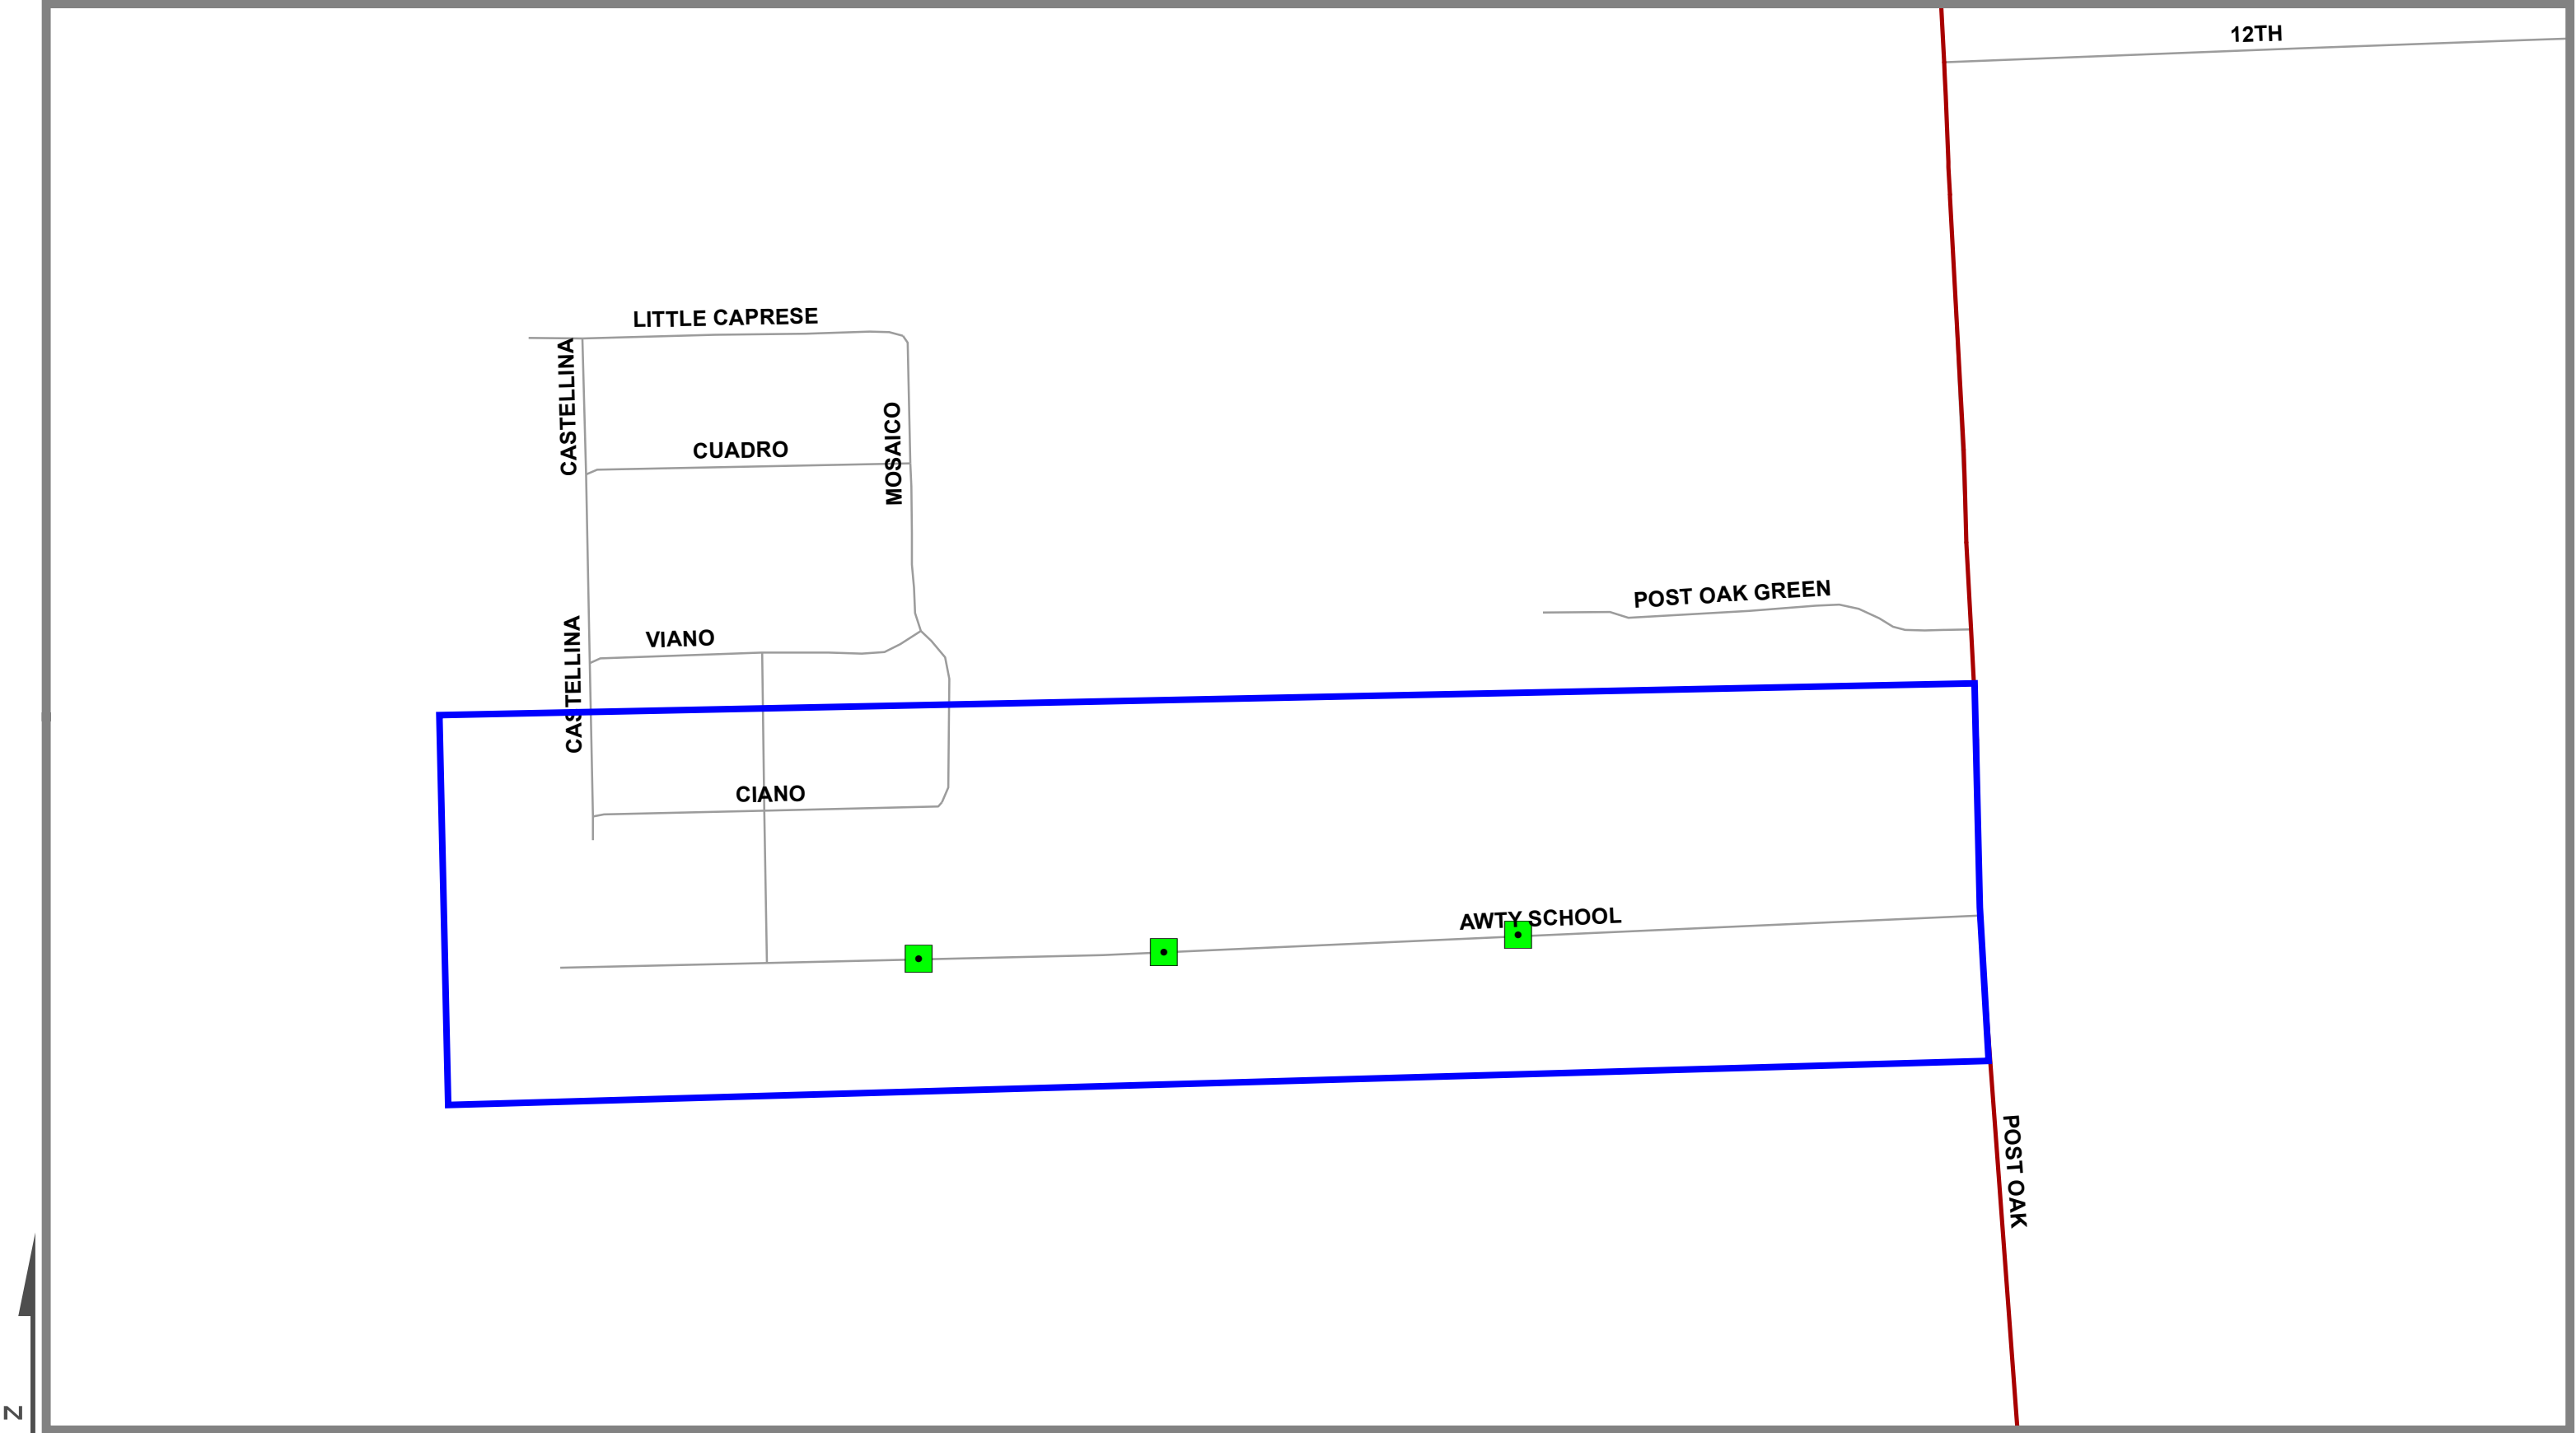 12TH
LITTLE CAPRESE
CASTELLINA
MOSAICO
CUADRO
POST OAK GREEN
VIANO
CASTELLINA
CIANO
AWTY SCHOOL
POST OAK
N